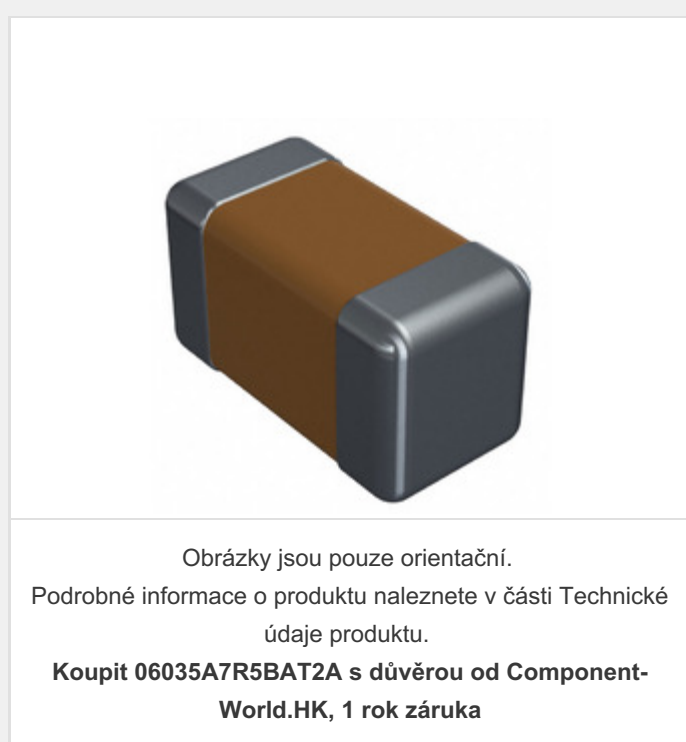 Obrázky jsou pouze orientační.
Podrobné informace o produktu naleznete v části Technické
údaje produktu.
Koupit 06035A7R5BAT2A s důvěrou od Component-
World.HK, 1 rok záruka